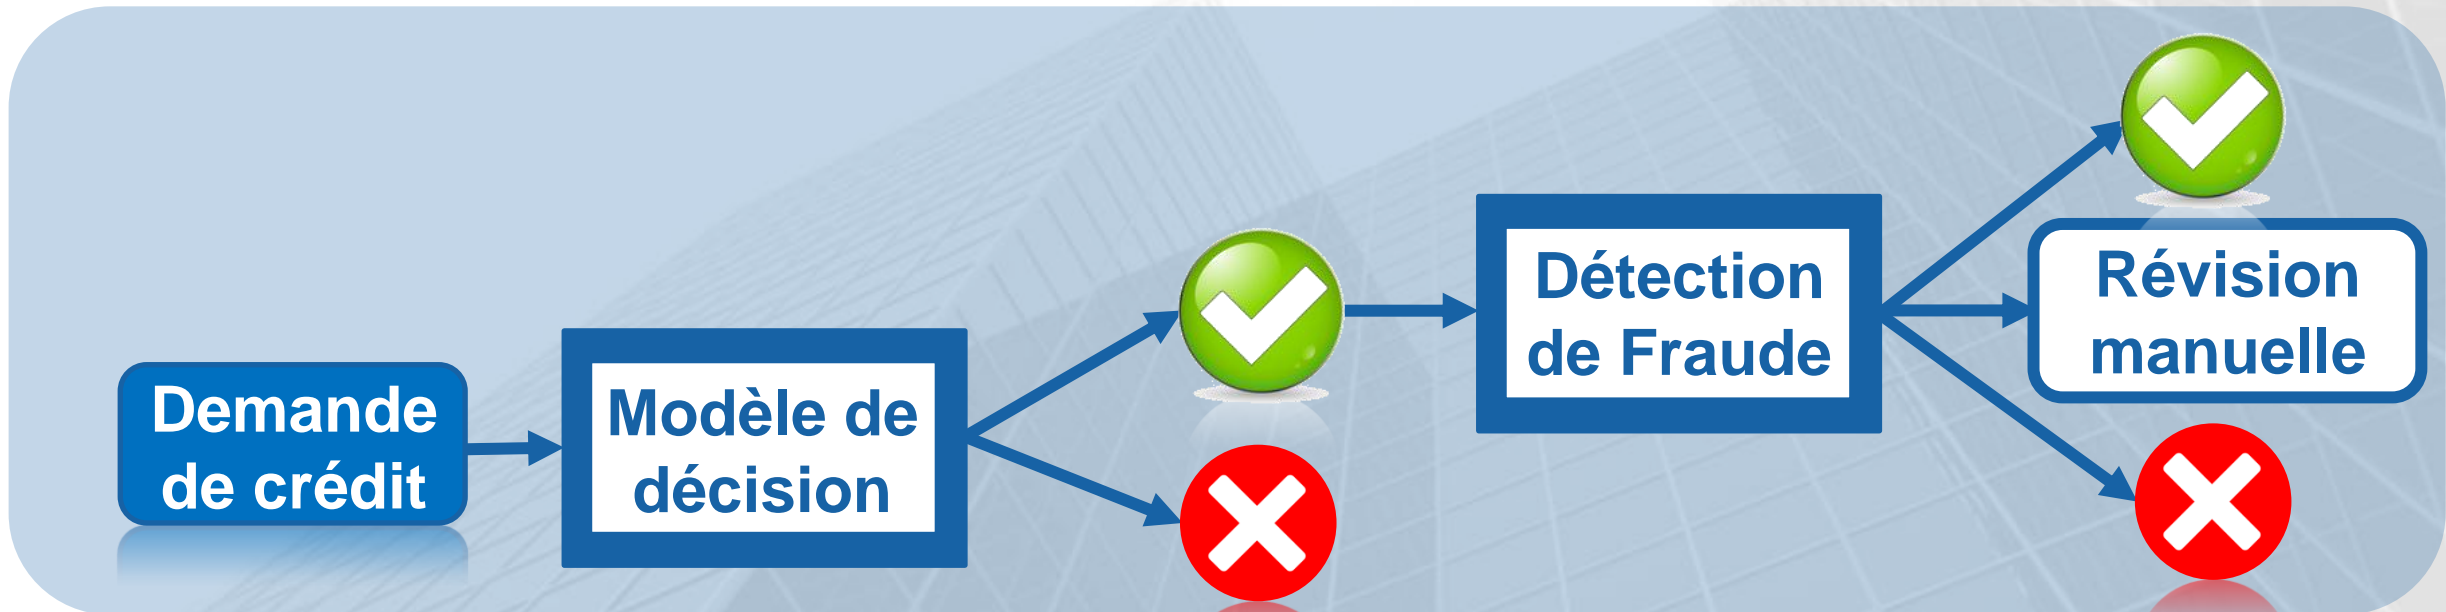 Demande
de crédit
Modèle de
décision
Détection
de Fraude
Révision
manuelle